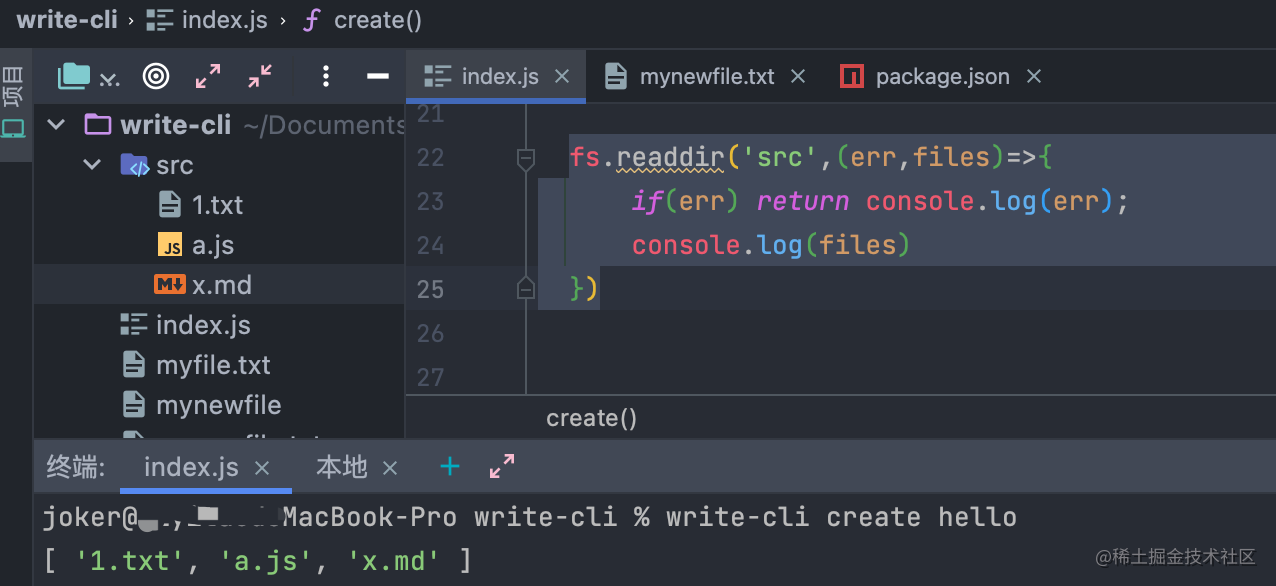 write-cli › index.js › create()
项目
index.js × mynewfile.txt × package.json ×
write-cli ~/Documents
src
1.txt
a.js
x.md
index.js
myfile.txt
mynewfile
21
22 fs.readdir('src',(err,files)=>{
23 if(err) return console.log(err);
24 console.log(files)
25 })
26
27
create()
终端: index.js × 本地 × +
joker@ MacBook-Pro write-cli % write-cli create hello
[ '1.txt', 'a.js', 'x.md' ]
@稀土掘金技术社区